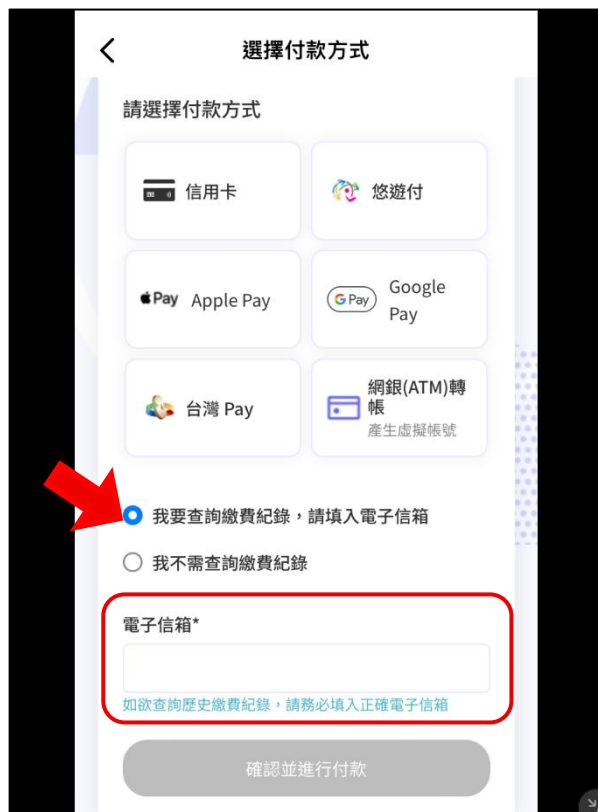 選擇付款方式
請選擇付款方式
信用卡
悠遊付
Pay Apple Pay
G Pay Google
Pay
台灣 Pay
網銀(ATM)轉
帳
產生虛擬帳號
我要查詢繳費紀錄，請填入電子信箱
我不需查詢繳費紀錄
電子信箱*
如欲查詢歷史繳費紀錄，請務必填入正確電子信箱
確認並進行付款